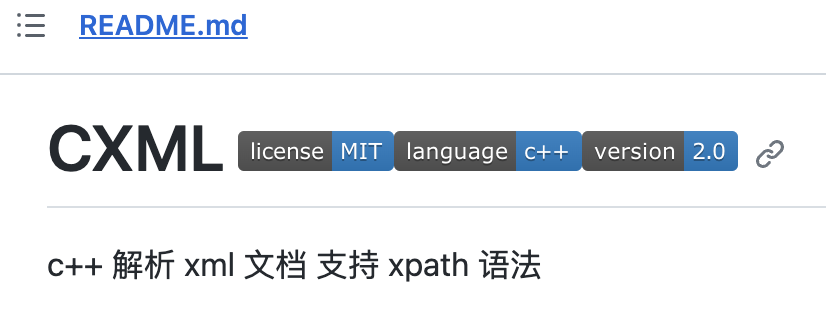 README.md
CXML license MIT language c++ version 2.0
c++ 解析 xml 文档 支持 xpath 语法